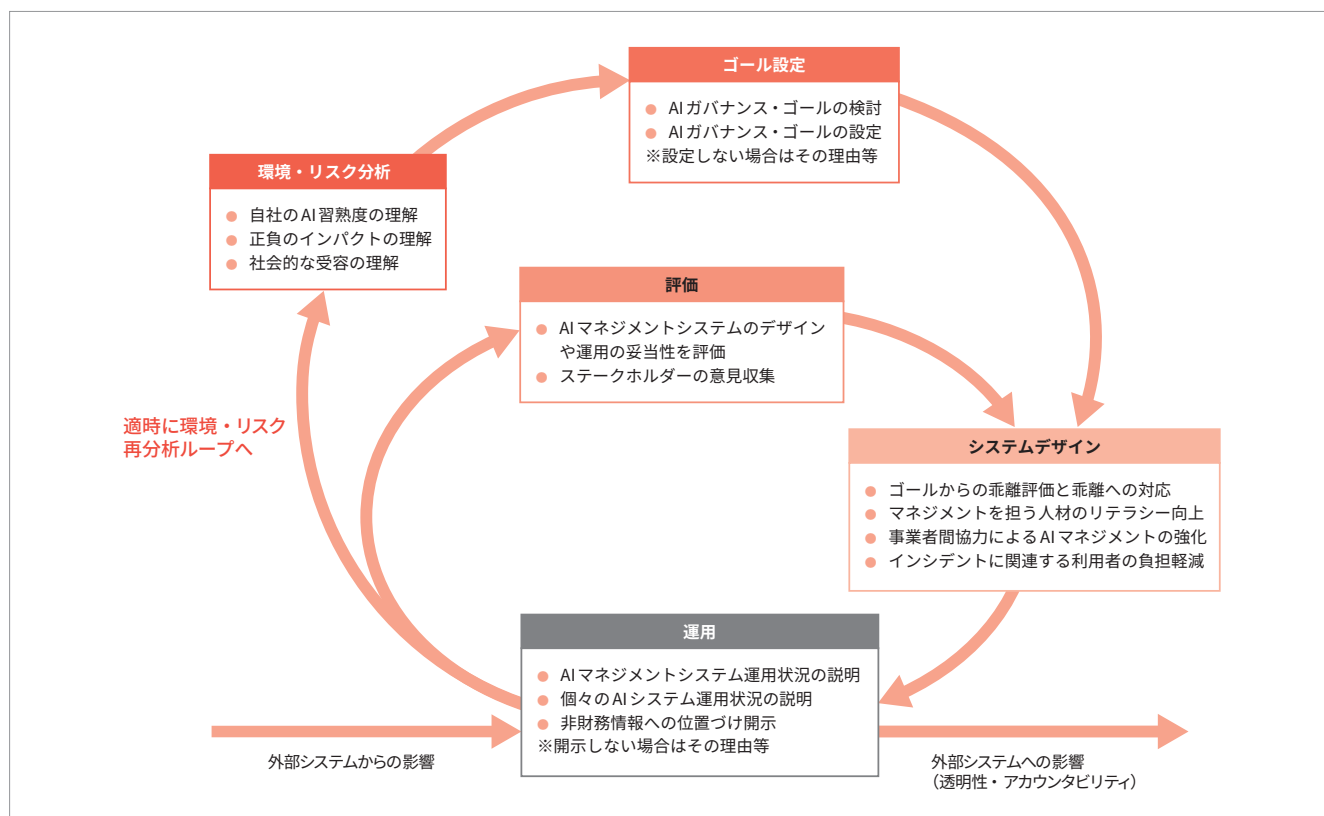 ゴール設定
AIガバナンス・ゴールの検討
AIガバナンス・ゴールの設定
※設定しない場合はその理由等
環境・リスク分析
自社のAI習熟度の理解
正負のインパクトの理解
社会的な受容の理解
評価
AIマネジメントシステムのデザイン
や運用の妥当性を評価
ステークホルダーの意見収集
適時に環境・リスク
再分析ループへ
システムデザイン
ゴールからの乖離評価と乖離への対応
マネジメントを担う人材のリテラシー向上
事業者間協力によるAIマネジメントの強化
インシデントに関連する利用者の負担軽減
運用
AIマネジメントシステム運用状況の説明
個々のAIシステム運用状況の説明
非財務情報への位置づけ開示
※開示しない場合はその理由等
外部システムからの影響
外部システムへの影響
（透明性・アカウンタビリティ）